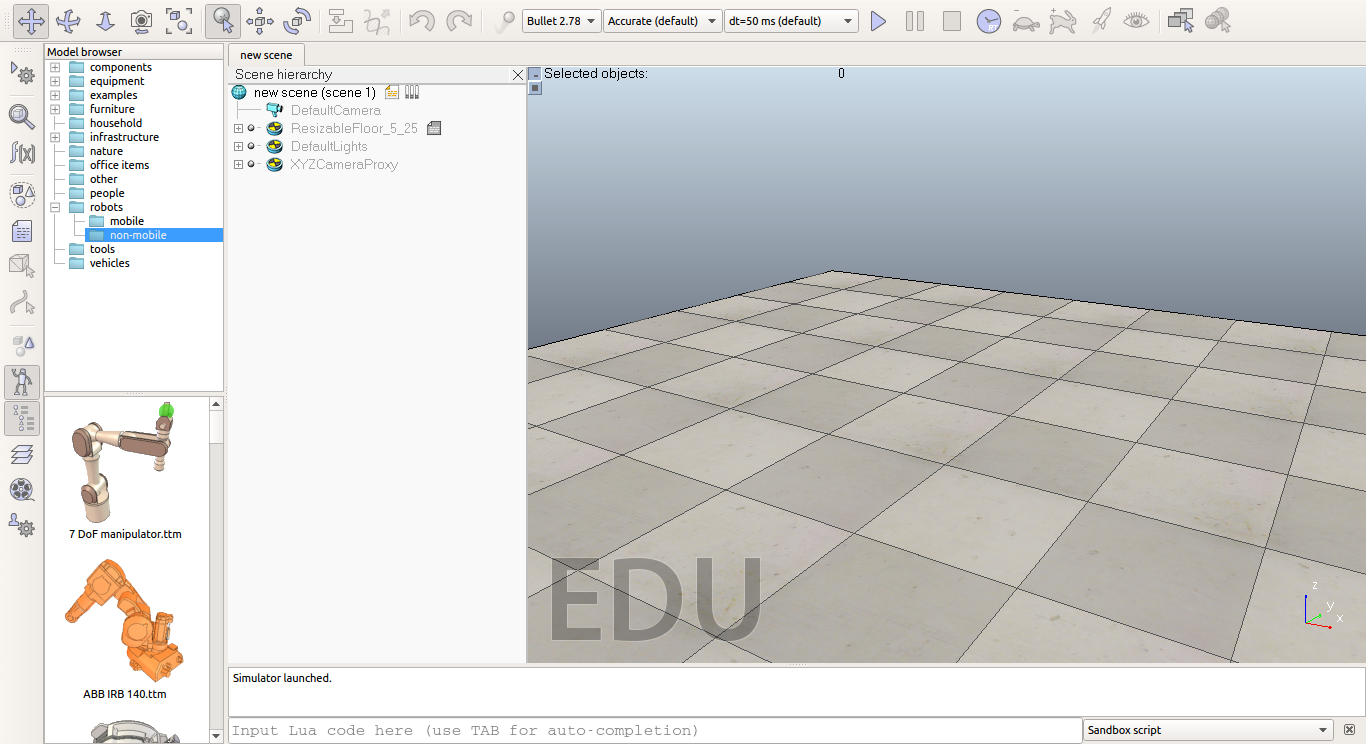 Bullet 2.78
Accurate (default)
dt=50 ms (default)
f(x)
Model browser
components
equipment
examples
furniture
household
infrastructure
nature
office items
other
people
robots
mobile
non-mobile
tools
vehicles
7 DoF manipulator.ttm
ABB IRB 140.ttm
new scene
Scene hierarchy
new scene (scene 1)
DefaultCamera
ResizableFloor_5_25
DefaultLights
XYZCameraProxy
Selected objects: 0
EDU
z
y
x
Simulator launched.
Input Lua code here (use TAB for auto-completion)
Sandbox script